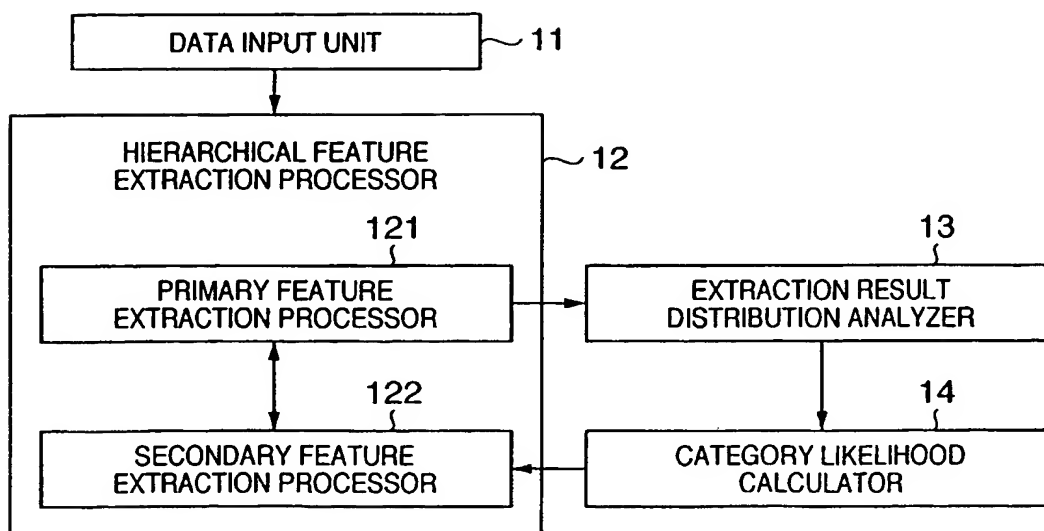 DATA INPUT UNIT
11
HIERARCHICAL FEATURE
EXTRACTION PROCESSOR
12
121
PRIMARY FEATURE
EXTRACTION PROCESSOR
13
EXTRACTION RESULT
DISTRIBUTION ANALYZER
122
SECONDARY FEATURE
EXTRACTION PROCESSOR
14
CATEGORY LIKELIHOOD
CALCULATOR